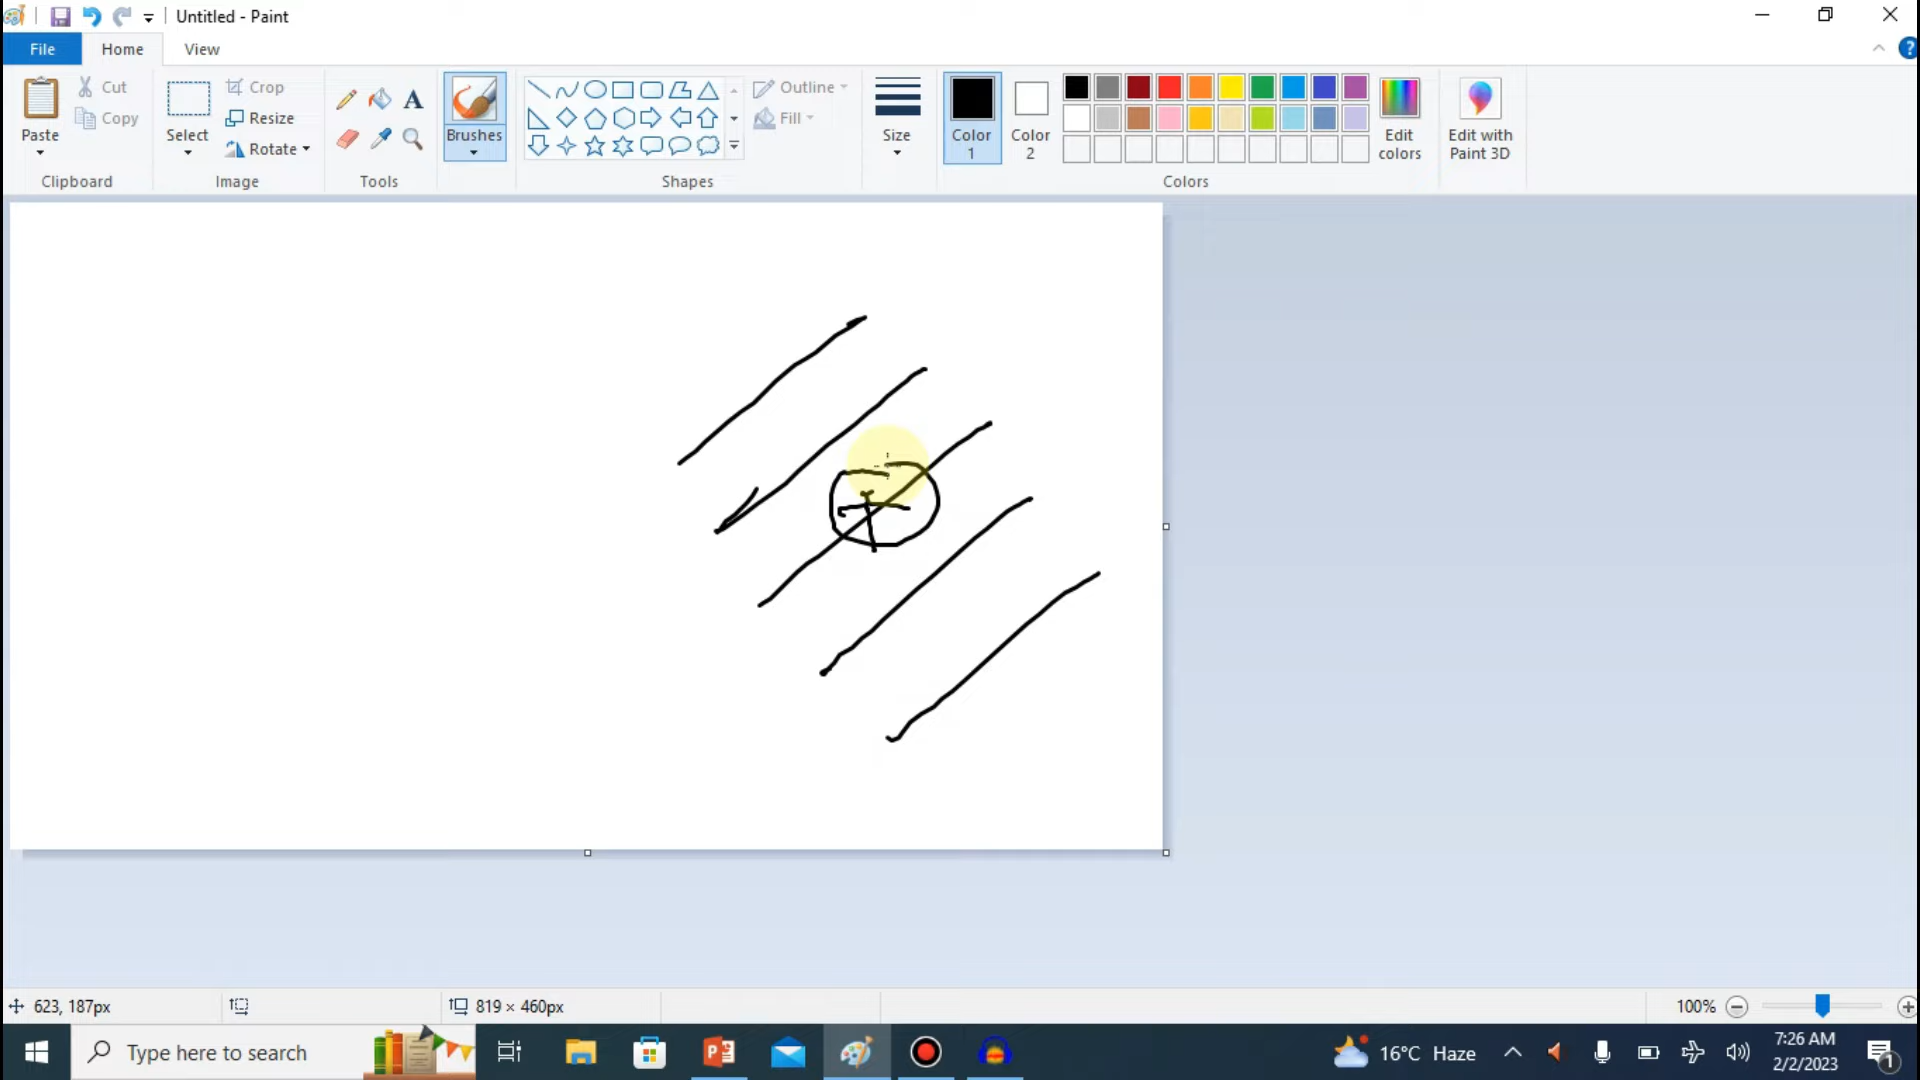 Untitled - Paint
File Home View
Paste
Cut
Copy
Clipboard
Select
Crop
Resize
Rotate
Image
A
Tools
Brushes
Shapes
Outline
Fill
Size
Color 1
Color 2
Colors
Edit colors
Edit with Paint 3D
?
+
623, 187px
819 × 460px
100%
Type here to search
16°C Haze
7:26 AM
2/2/2023
1